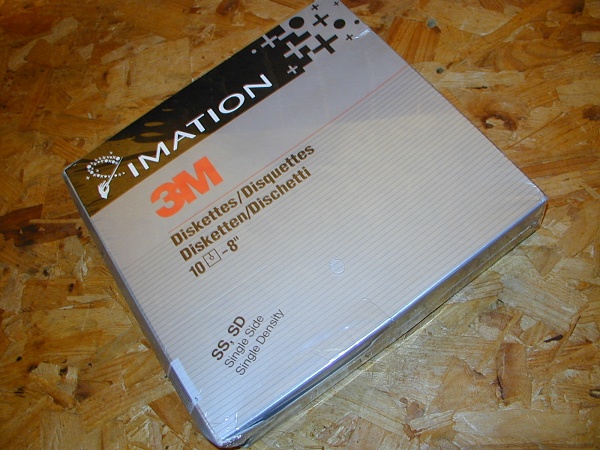 IMATION
3M
Diskettes/Disquettes
Disketten/Dischetti
10 - 8"
SS, SD
Single Side
Single Density